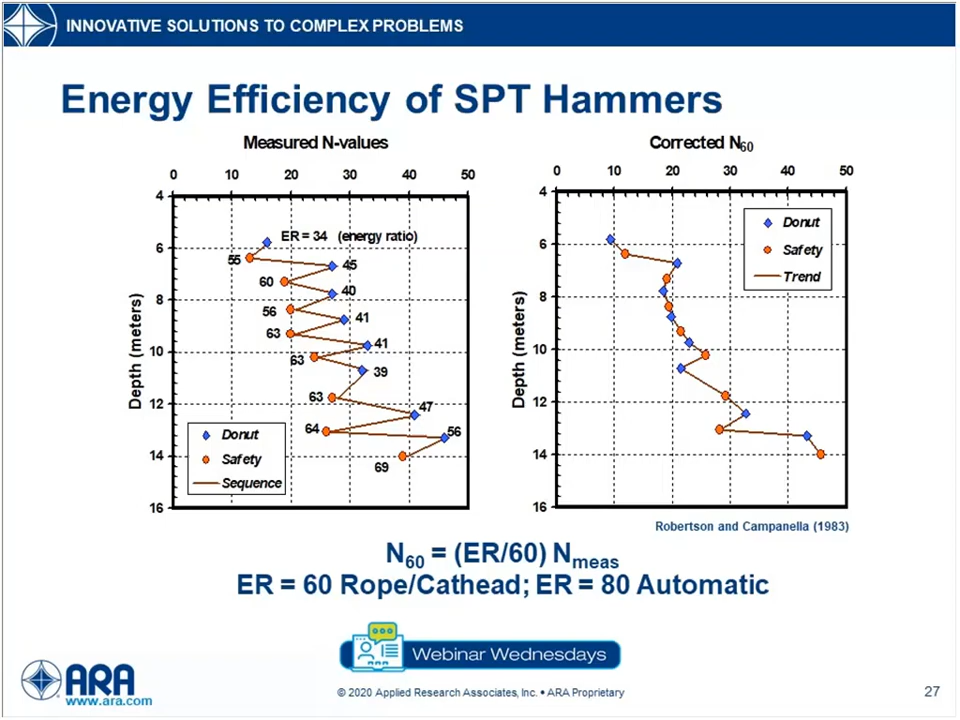 INNOVATIVE SOLUTIONS TO COMPLEX PROBLEMS
Energy Efficiency of SPT Hammers
Measured N-values
0 10 20 30 40 50
4
6
8
10
12
14
16
Depth (meters)
ER = 34 (energy ratio)
55
45
60
40
56
41
63
41
63
39
63
47
64
56
69
Donut
Safety
Sequence
Corrected N60
0 10 20 30 40 50
4
6
8
10
12
14
16
Depth (meters)
Donut
Safety
Trend
Robertson and Campanella (1983)
N60 = (ER/60) Nmeas
ER = 60 Rope/Cathead; ER = 80 Automatic
Webinar Wednesdays
ARA
www.ara.com
© 2020 Applied Research Associates, Inc. • ARA Proprietary
27